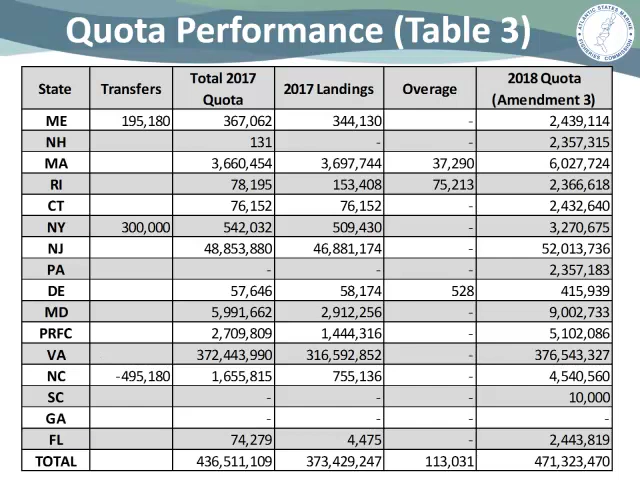 Quota Performance (Table 3)
ATLANTIC STATES MARINE FISHERIES COMMISSION
State Transfers Total 2017 Quota 2017 Landings Overage 2018 Quota (Amendment 3)
ME 195,180 367,062 344,130 - 2,439,114
NH 131 - - 2,357,315
MA 3,660,454 3,697,744 37,290 6,027,724
RI 78,195 153,408 75,213 2,366,618
CT 76,152 76,152 - 2,432,640
NY 300,000 542,032 509,430 - 3,270,675
NJ 48,853,880 46,881,174 - 52,013,736
PA - - - 2,357,183
DE 57,646 58,174 528 415,939
MD 5,991,662 2,912,256 - 9,002,733
PRFC 2,709,809 1,444,316 - 5,102,086
VA 372,443,990 316,592,852 - 376,543,327
NC -495,180 1,655,815 755,136 - 4,540,560
SC - - - 10,000
GA - - - -
FL 74,279 4,475 - 2,443,819
TOTAL 436,511,109 373,429,247 113,031 471,323,470